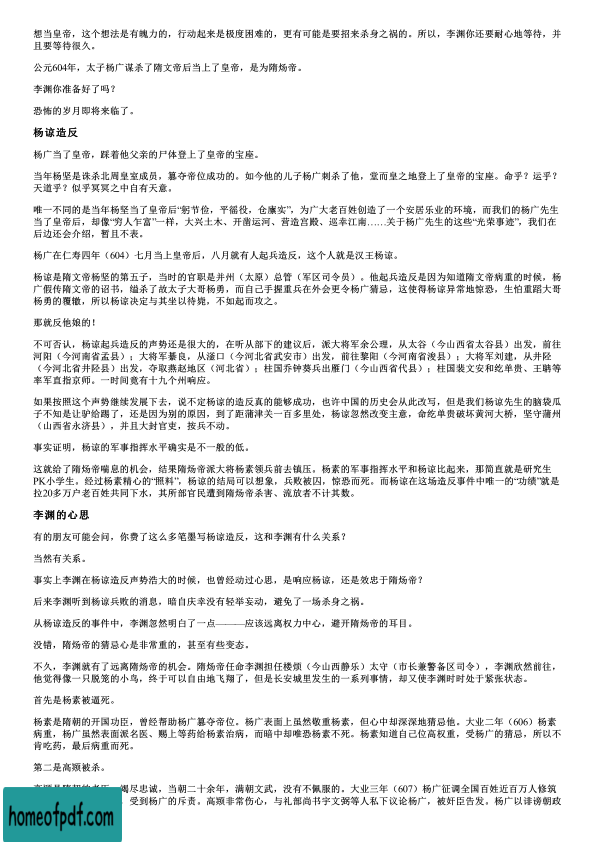 想当皇帝，这个想法是有魄力的，行动起来是极度困难的，更有可能是要招来杀身之祸的。所以，李渊你还要耐心地等待，并
且要等待很久。
公元604年，太子杨广谋杀了隋文帝后当上了皇帝，是为隋炀帝。
李渊你准备好了吗？
恐怖的岁月即将来临了。
杨谅造反
杨广当了皇帝，踩着他父亲的尸体登上了皇帝的宝座。
当年杨坚是诛杀北周皇室成员，篡夺帝位成功的。如今他的儿子杨广刺杀了他，堂而皇之地登上了皇帝的宝座。命乎？运乎？
天道乎？似乎冥冥之中自有天意。
唯一不同的是当年杨坚当了皇帝后“躬节俭，平徭役，仓廪实”，为广大老百姓创造了一个安居乐业的环境，而我们的杨广先生
当了皇帝后，却像“穷人乍富”一样，大兴土木、开凿运河、营造宫殿、巡幸江南……关于杨广先生的这些“光荣事迹”，我们在
后边还会介绍，暂且不表。
杨广在仁寿四年（604）七月当上皇帝后，八月就有人起兵造反，这个人就是汉王杨谅。
杨谅是隋文帝杨坚的第五子，当时的官职是并州（太原）总管（军区司令员）。他起兵造反是因为知道隋文帝病重的时候，杨
广假传隋文帝的诏书，缢杀了故太子大哥杨勇，而自己手握重兵在外会更令杨广猜忌，这使得杨谅异常地惊恐，生怕重蹈大哥
杨勇的覆辙，所以杨谅决定与其坐以待毙，不如起而攻之。
那就反他娘的！
不可否认，杨谅起兵造反的声势还是很大的，在听从部下的建议后，派大将军余公理，从太谷（今山西省太谷县）出发，前往
河阳（今河南省孟县）；大将军綦良，从滏口（今河北省武安市）出发，前往黎阳（今河南省浚县）；大将军刘建，从井陉
（今河北省井陉县）出发，夺取燕赵地区（河北省）；柱国乔钟葵兵出雁门（今山西省代县）；柱国裴文安和纥单贵、王聃等
率军直指京师。一时间竟有十九个州响应。
如果按照这个声势继续发展下去，说不定杨谅的造反真的能够成功，也许中国的历史会从此改写，但是我们杨谅先生的脑袋瓜
子不知是让驴给踢了，还是因为别的原因，到了距蒲津关一百多里处，杨谅忽然改变主意，命纥单贵破坏黄河大桥，坚守蒲州
（山西省永济县），并且大封官吏，按兵不动。
事实证明，杨谅的军事指挥水平确实是不一般的低。
这就给了隋炀帝喘息的机会，结果隋炀帝派大将杨素领兵前去镇压。杨素的军事指挥水平和杨谅比起来，那简直就是研究生
PK小学生。经过杨素精心的“照料”，杨谅的结局可以想象，兵败被囚，惊恐而死。而杨谅在这场造反事件中唯一的“功绩”就是
拉20多万户老百姓共同下水，其所部官民遭到隋炀帝杀害、流放者不计其数。
李渊的心思
有的朋友可能会问，你费了这么多笔墨写杨谅造反，这和李渊有什么关系？
当然有关系。
事实上李渊在杨谅造反声势浩大的时候，也曾经动过心思，是响应杨谅，还是效忠于隋炀帝？
后来李渊听到杨谅兵败的消息，暗自庆幸没有轻举妄动，避免了一场杀身之祸。
从杨谅造反的事件中，李渊忽然明白了一点———应该远离权力中心，避开隋炀帝的耳目。
没错，隋炀帝的猜忌心是非常重的，甚至有些变态。
不久，李渊就有了远离隋炀帝的机会。隋炀帝任命李渊担任楼烦（今山西静乐）太守（市长兼警备区司令），李渊欣然前往，
他觉得像一只脱笼的小鸟，终于可以自由地飞翔了，但是长安城里发生的一系列事情，却又使李渊时时处于紧张状态。
首先是杨素被逼死。
杨素是隋朝的开国功臣，曾经帮助杨广篡夺帝位。杨广表面上虽然敬重杨素，但心中却深深地猜忌他。大业二年（606）杨素
病重，杨广虽然表面派名医、赐上等药给杨素治病，而暗中却唯恐杨素不死。杨素知道自己位高权重，受杨广的猜忌，所以不
肯吃药，最后病重而死。
第二是高颎被杀。
竭尽忠诚，当朝二十余年，满朝文武，没有不佩服的。大业三年（607）杨广征调全国百姓近百万人修筑
受到杨广的斥责。高颎非常伤心，与礼部尚书宇文弼等人私下议论杨广，被奸臣告发。杨广以诽谤朝政
homeofpdf.com